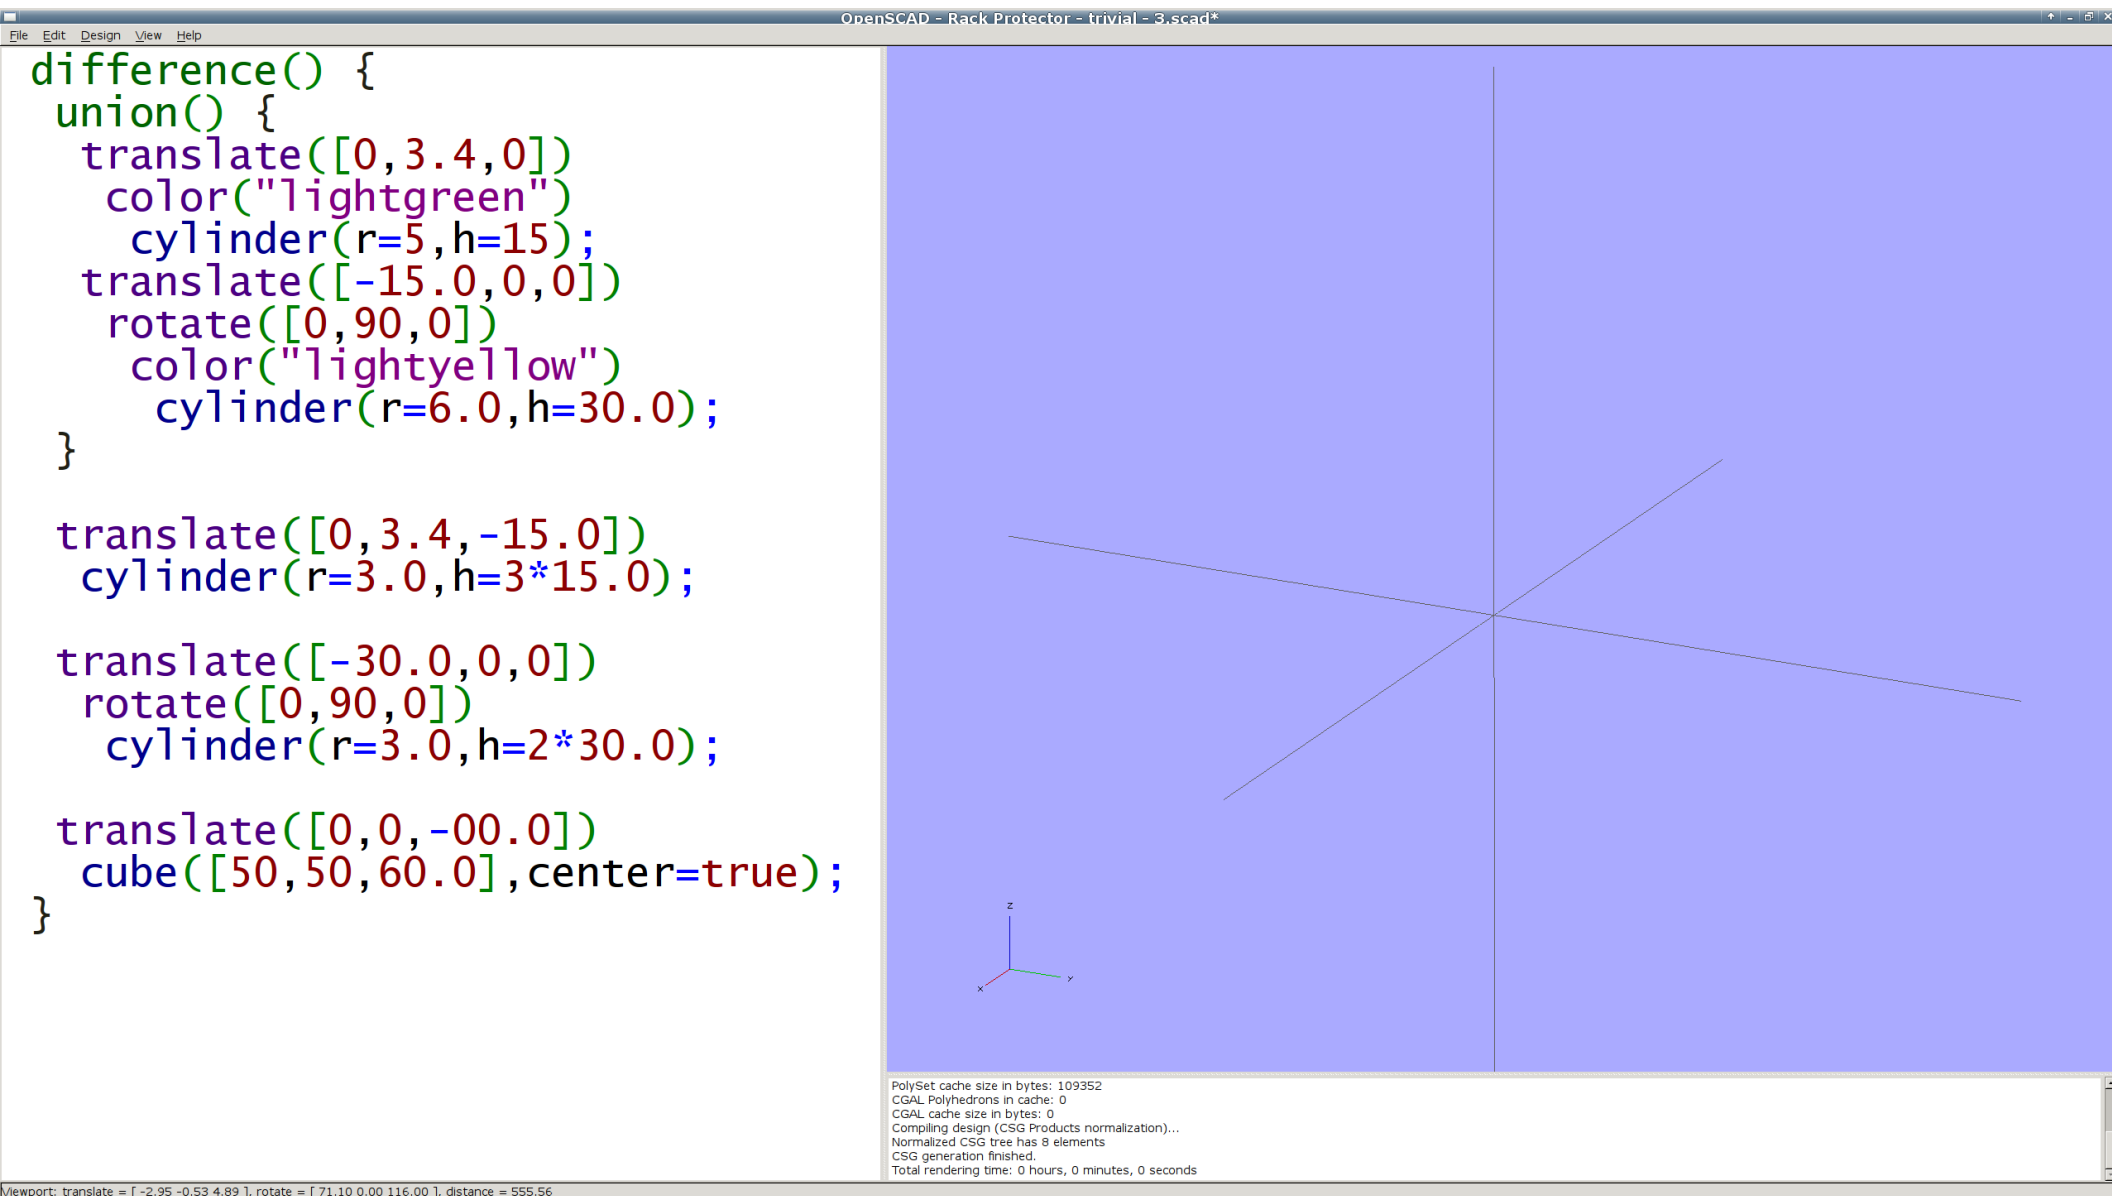 OpenSCAD - Rack Protector - trivial - 3.scad*
File Edit Design View Help
difference() {
union() {
translate([0,3.4,0])
color("lightgreen")
cylinder(r=5,h=15);
translate([-15.0,0,0])
rotate([0,90,0])
color("lightyellow")
cylinder(r=6.0,h=30.0);
}
translate([0,3.4,-15.0])
cylinder(r=3.0,h=3*15.0);
translate([-30.0,0,0])
rotate([0,90,0])
cylinder(r=3.0,h=2*30.0);
translate([0,0,-00.0])
cube([50,50,60.0],center=true);
}
z
y
x
PolySet cache size in bytes: 109352
CGAL Polyhedrons in cache: 0
CGAL cache size in bytes: 0
Compiling design (CSG Products normalization)...
Normalized CSG tree has 8 elements
CSG generation finished.
Total rendering time: 0 hours, 0 minutes, 0 seconds
Viewport: translate = [ -2.95 -0.53 4.89 ], rotate = [ 71.10 0.00 116.00 ], distance = 555.56